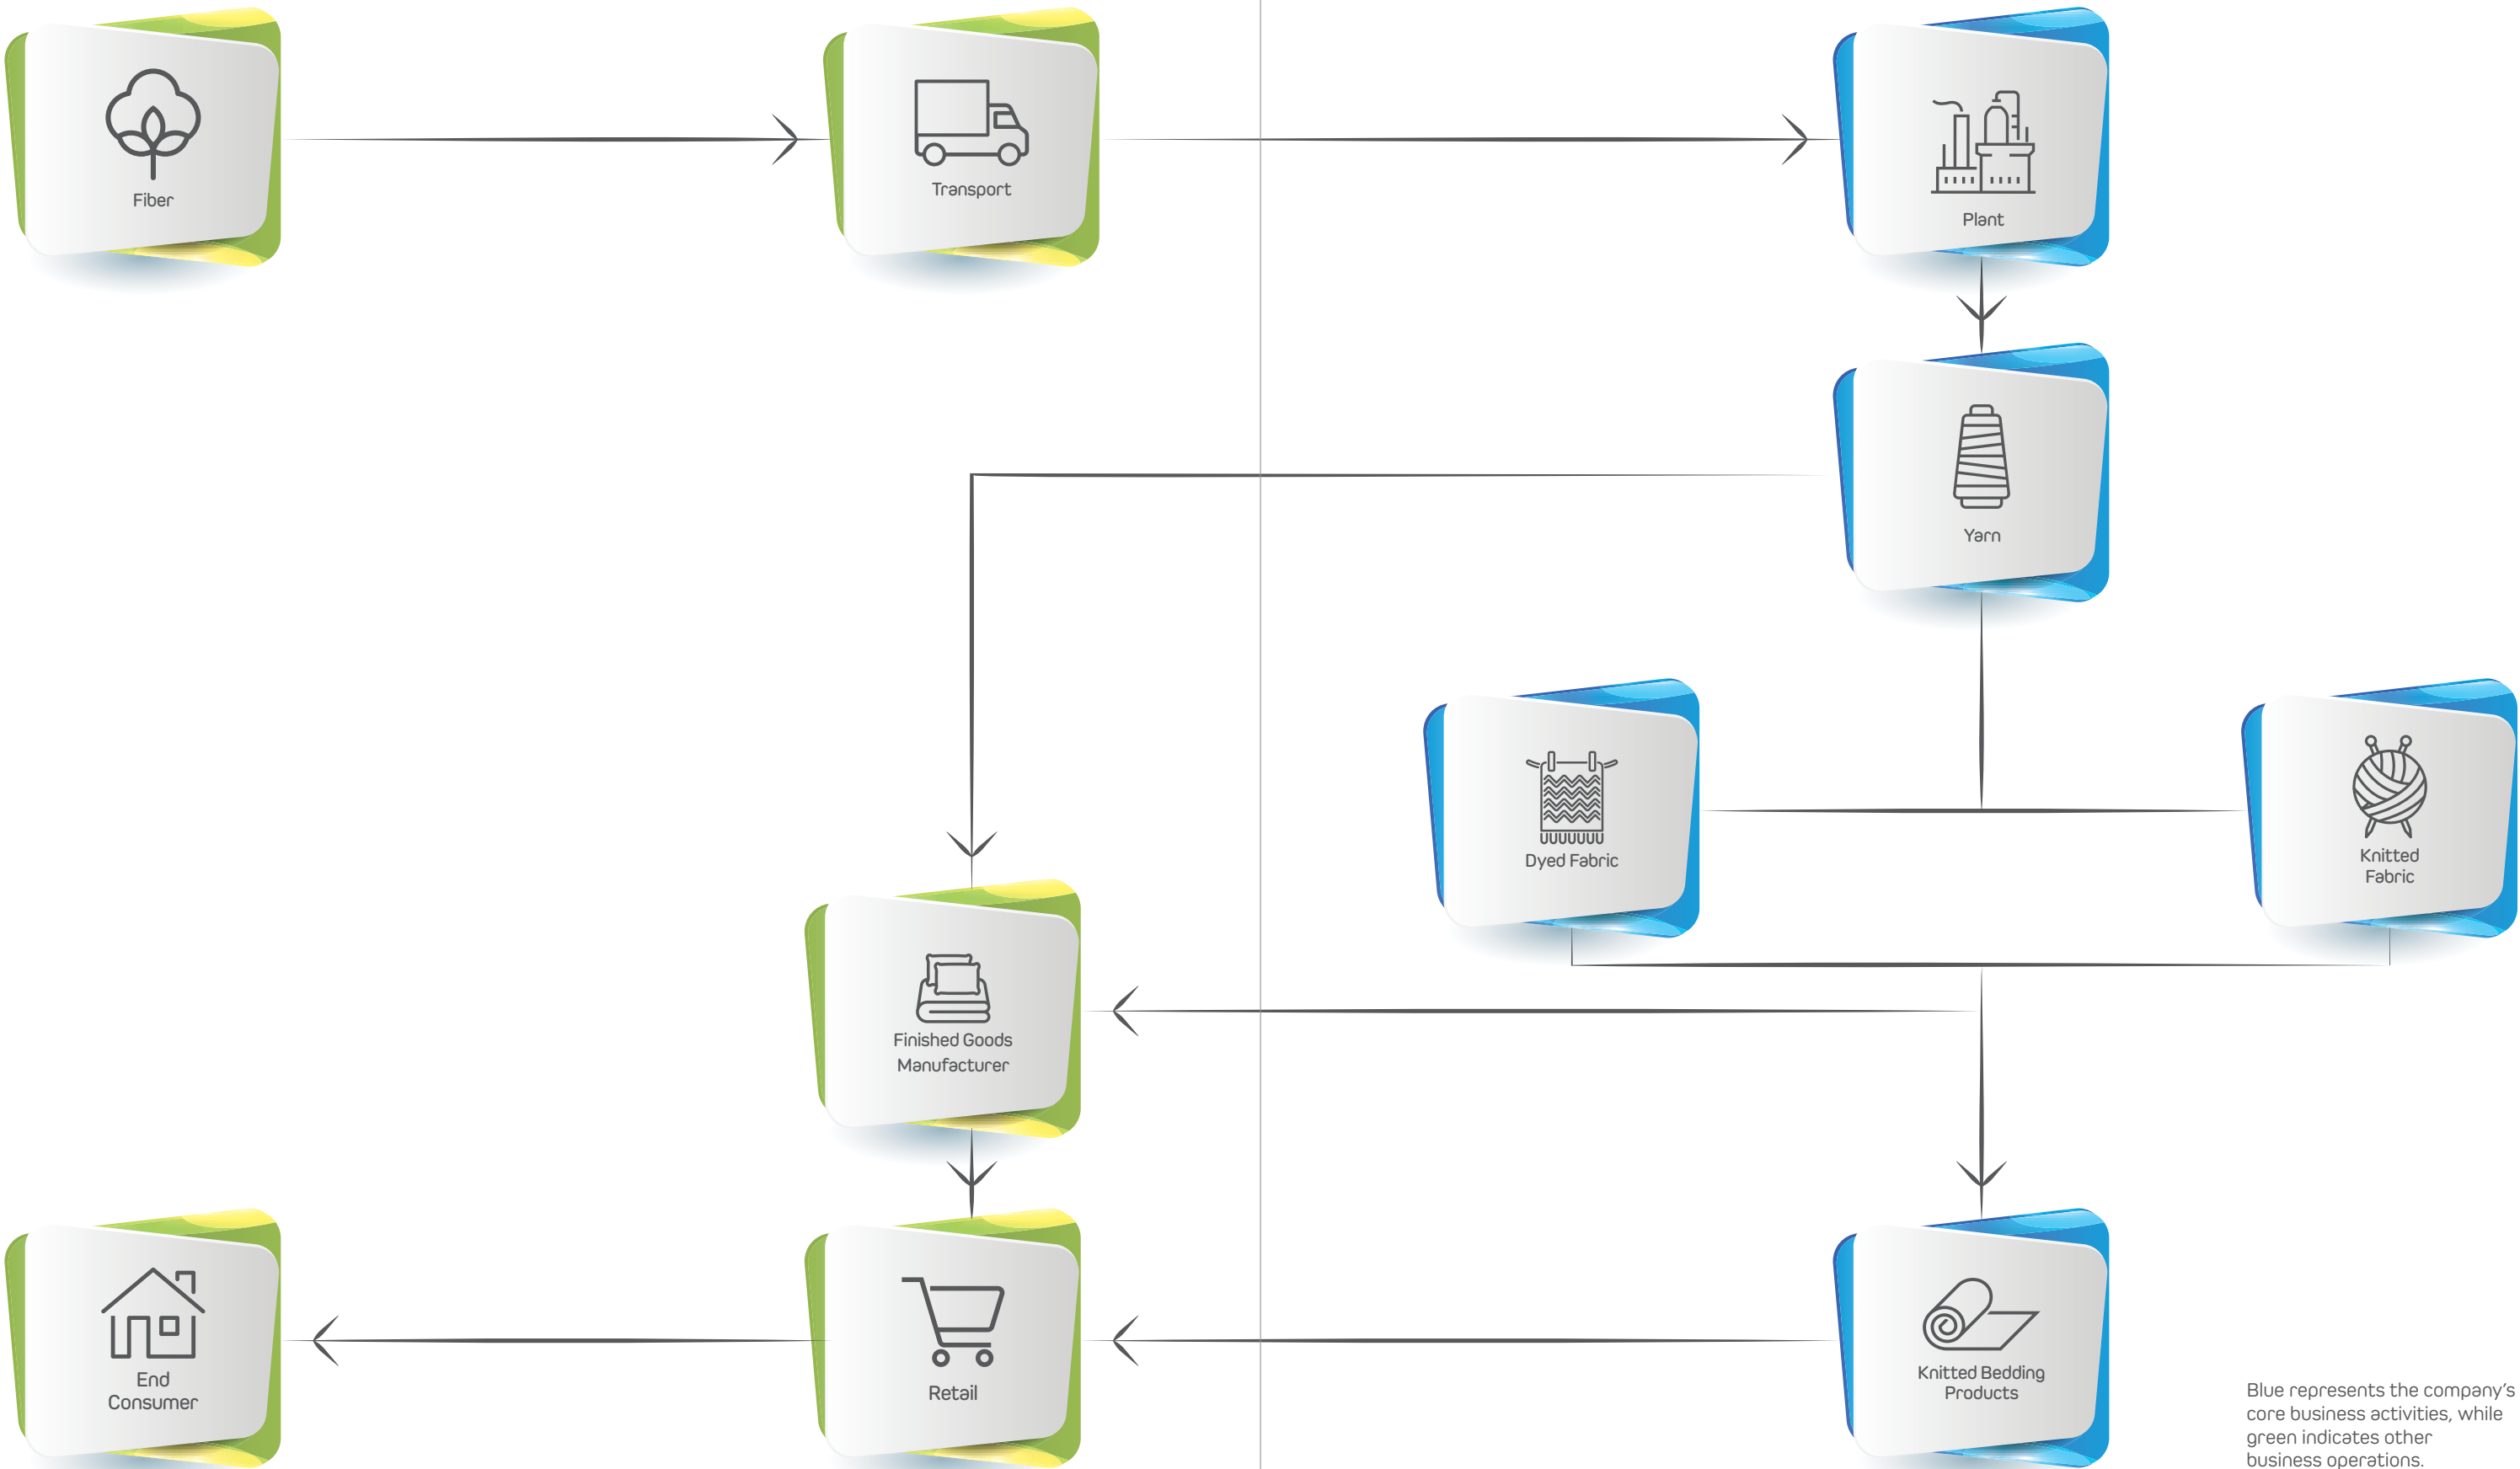 Fiber
Transport
Plant
Yarn
Dyed Fabric
Knitted
Fabric
Finished Goods
Manufacturer
End
Consumer
Retail
Knitted Bedding
Products
Blue represents the company's
core business activities, while
green indicates other
business operations.